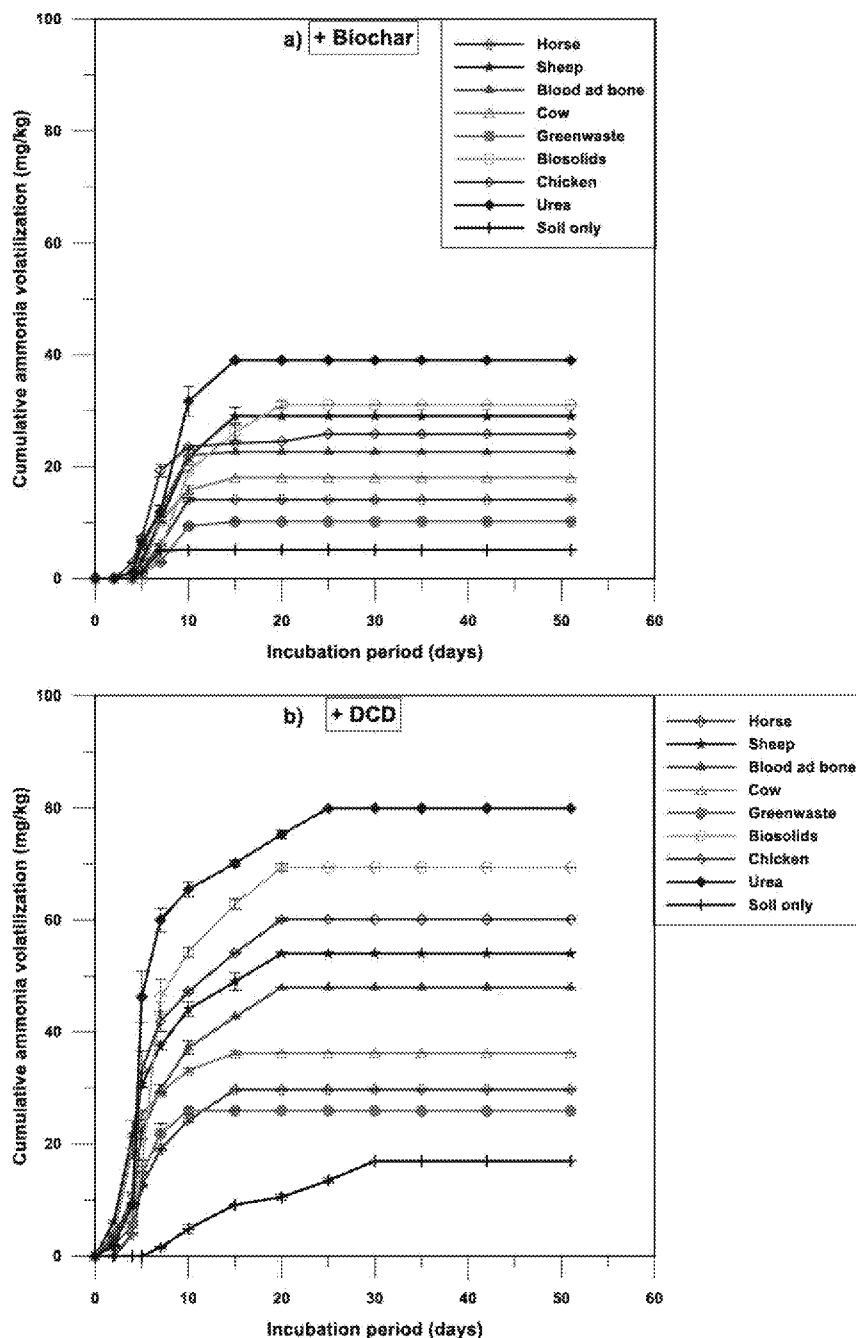 a) + Biochar
Horse
Sheep
Blood ad bone
Cow
Greenwaste
Biosolids
Chicken
Urea
Soil only
100
80
60
40
20
0
Cumulative ammonia volatilization (mg/kg)
0 10 20 30 40 50 60
Incubation period (days)
b) + DCD
Horse
Sheep
Blood ad bone
Cow
Greenwaste
Biosolids
Chicken
Urea
Soil only
100
80
60
40
20
0
Cumulative ammonia volatilization (mg/kg)
0 10 20 30 40 50 60
Incubation period (days)